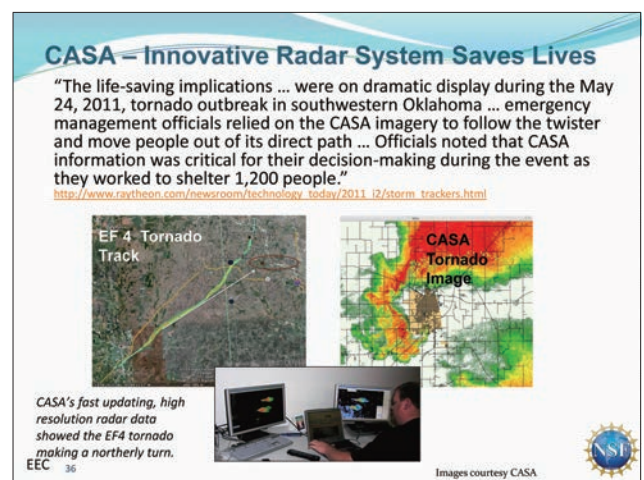 CASA – Innovative Radar System Saves Lives
“The life-saving implications ... were on dramatic display during the May
24, 2011, tornado outbreak in southwestern Oklahoma ... emergency
management officials relied on the CASA imagery to follow the twister
and move people out of its direct path ... Officials noted that CASA
information was critical for their decision-making during the event as
they worked to shelter 1,200 people.”
http://www.raytheon.com/newsroom/technology_today/2011_i2/storm_trackers.html
EF 4 Tornado
Track
CASA
Tornado
Image
CASA’s fast updating, high
resolution radar data
showed the EF4 tornado
making a northerly turn.
EEC 36
Images courtesy CASA
NSF